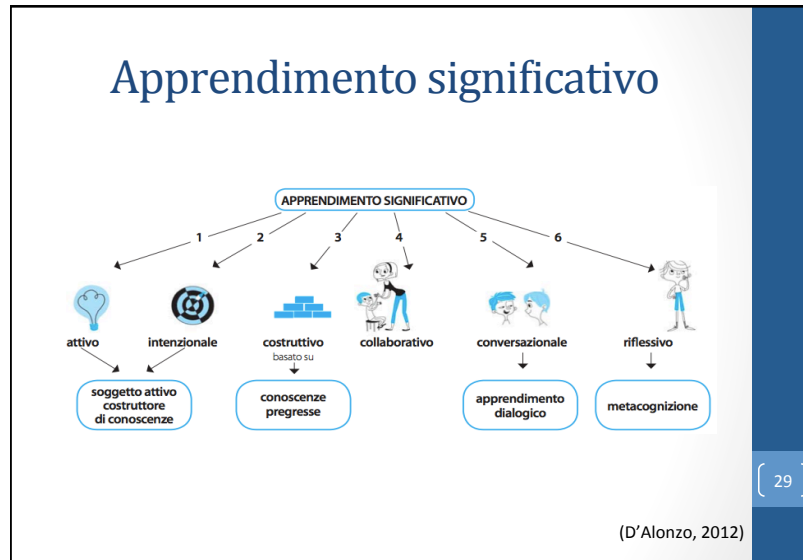 Apprendimento significativo
APPRENDIMENTO SIGNIFICATIVO
1 2 3 4 5 6
attivo intenzionale costruttivo collaborativo conversazionale riflessivo
basato su
soggetto attivo
costruttore
di conoscenze
conoscenze
pregresse
apprendimento
dialogico
metacognizione
29
(D'Alonzo, 2012)